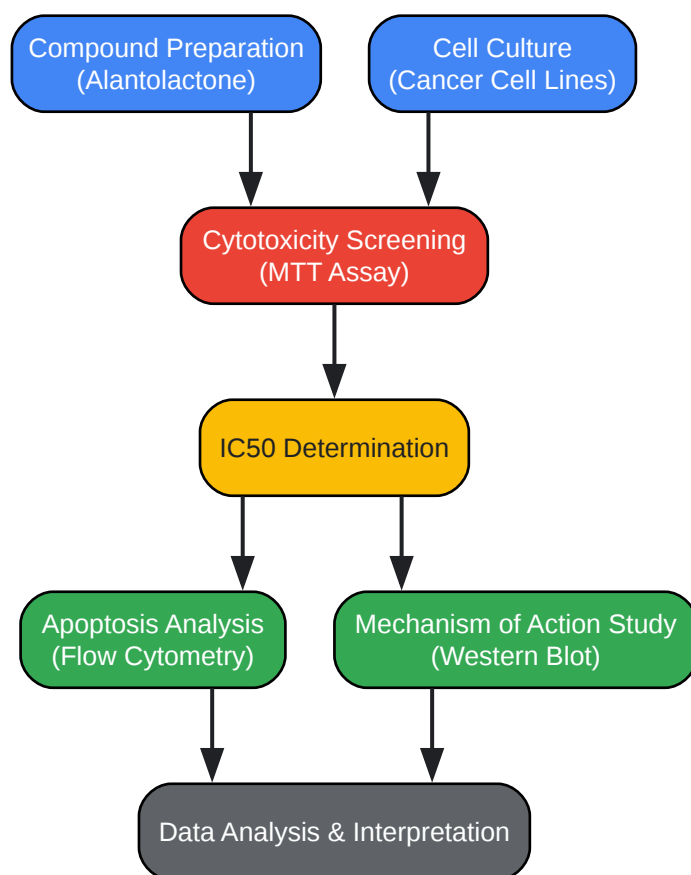 Compound Preparation
(Alantolactone)
Cell Culture
(Cancer Cell Lines)
Cytotoxicity Screening
(MTT Assay)
IC50 Determination
Apoptosis Analysis
(Flow Cytometry)
Mechanism of Action Study
(Western Blot)
Data Analysis & Interpretation